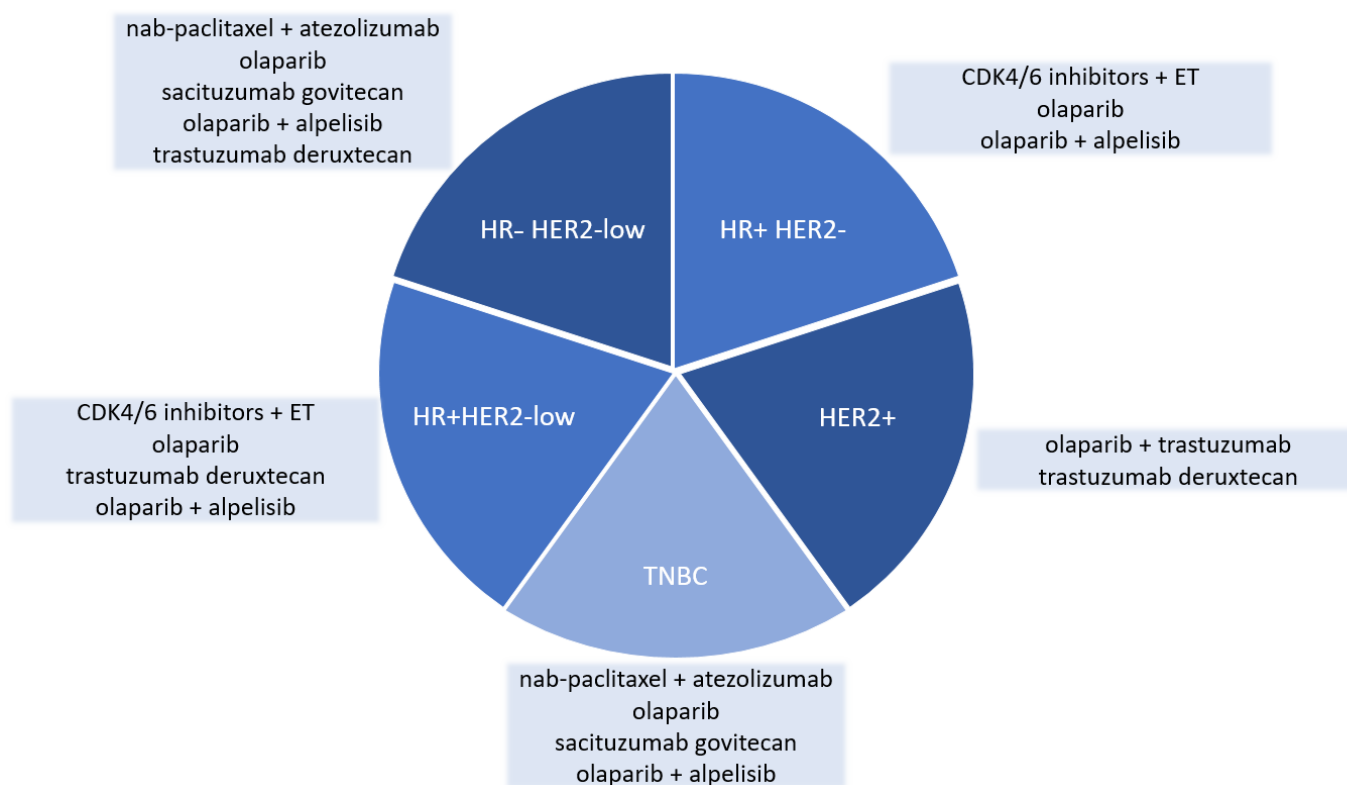 nab-paclitaxel + atezolizumab
olaparib
sacituzumab govitecan
olaparib + alpelisib
trastuzumab deruxtecan
CDK4/6 inhibitors + ET
olaparib
olaparib + alpelisib
HR- HER2-low
HR+ HER2-
CDK4/6 inhibitors + ET
olaparib
trastuzumab deruxtecan
olaparib + alpelisib
HR+HER2-low
HER2+
olaparib + trastuzumab
trastuzumab deruxtecan
TNBC
nab-paclitaxel + atezolizumab
olaparib
sacituzumab govitecan
olaparib + alpelisib